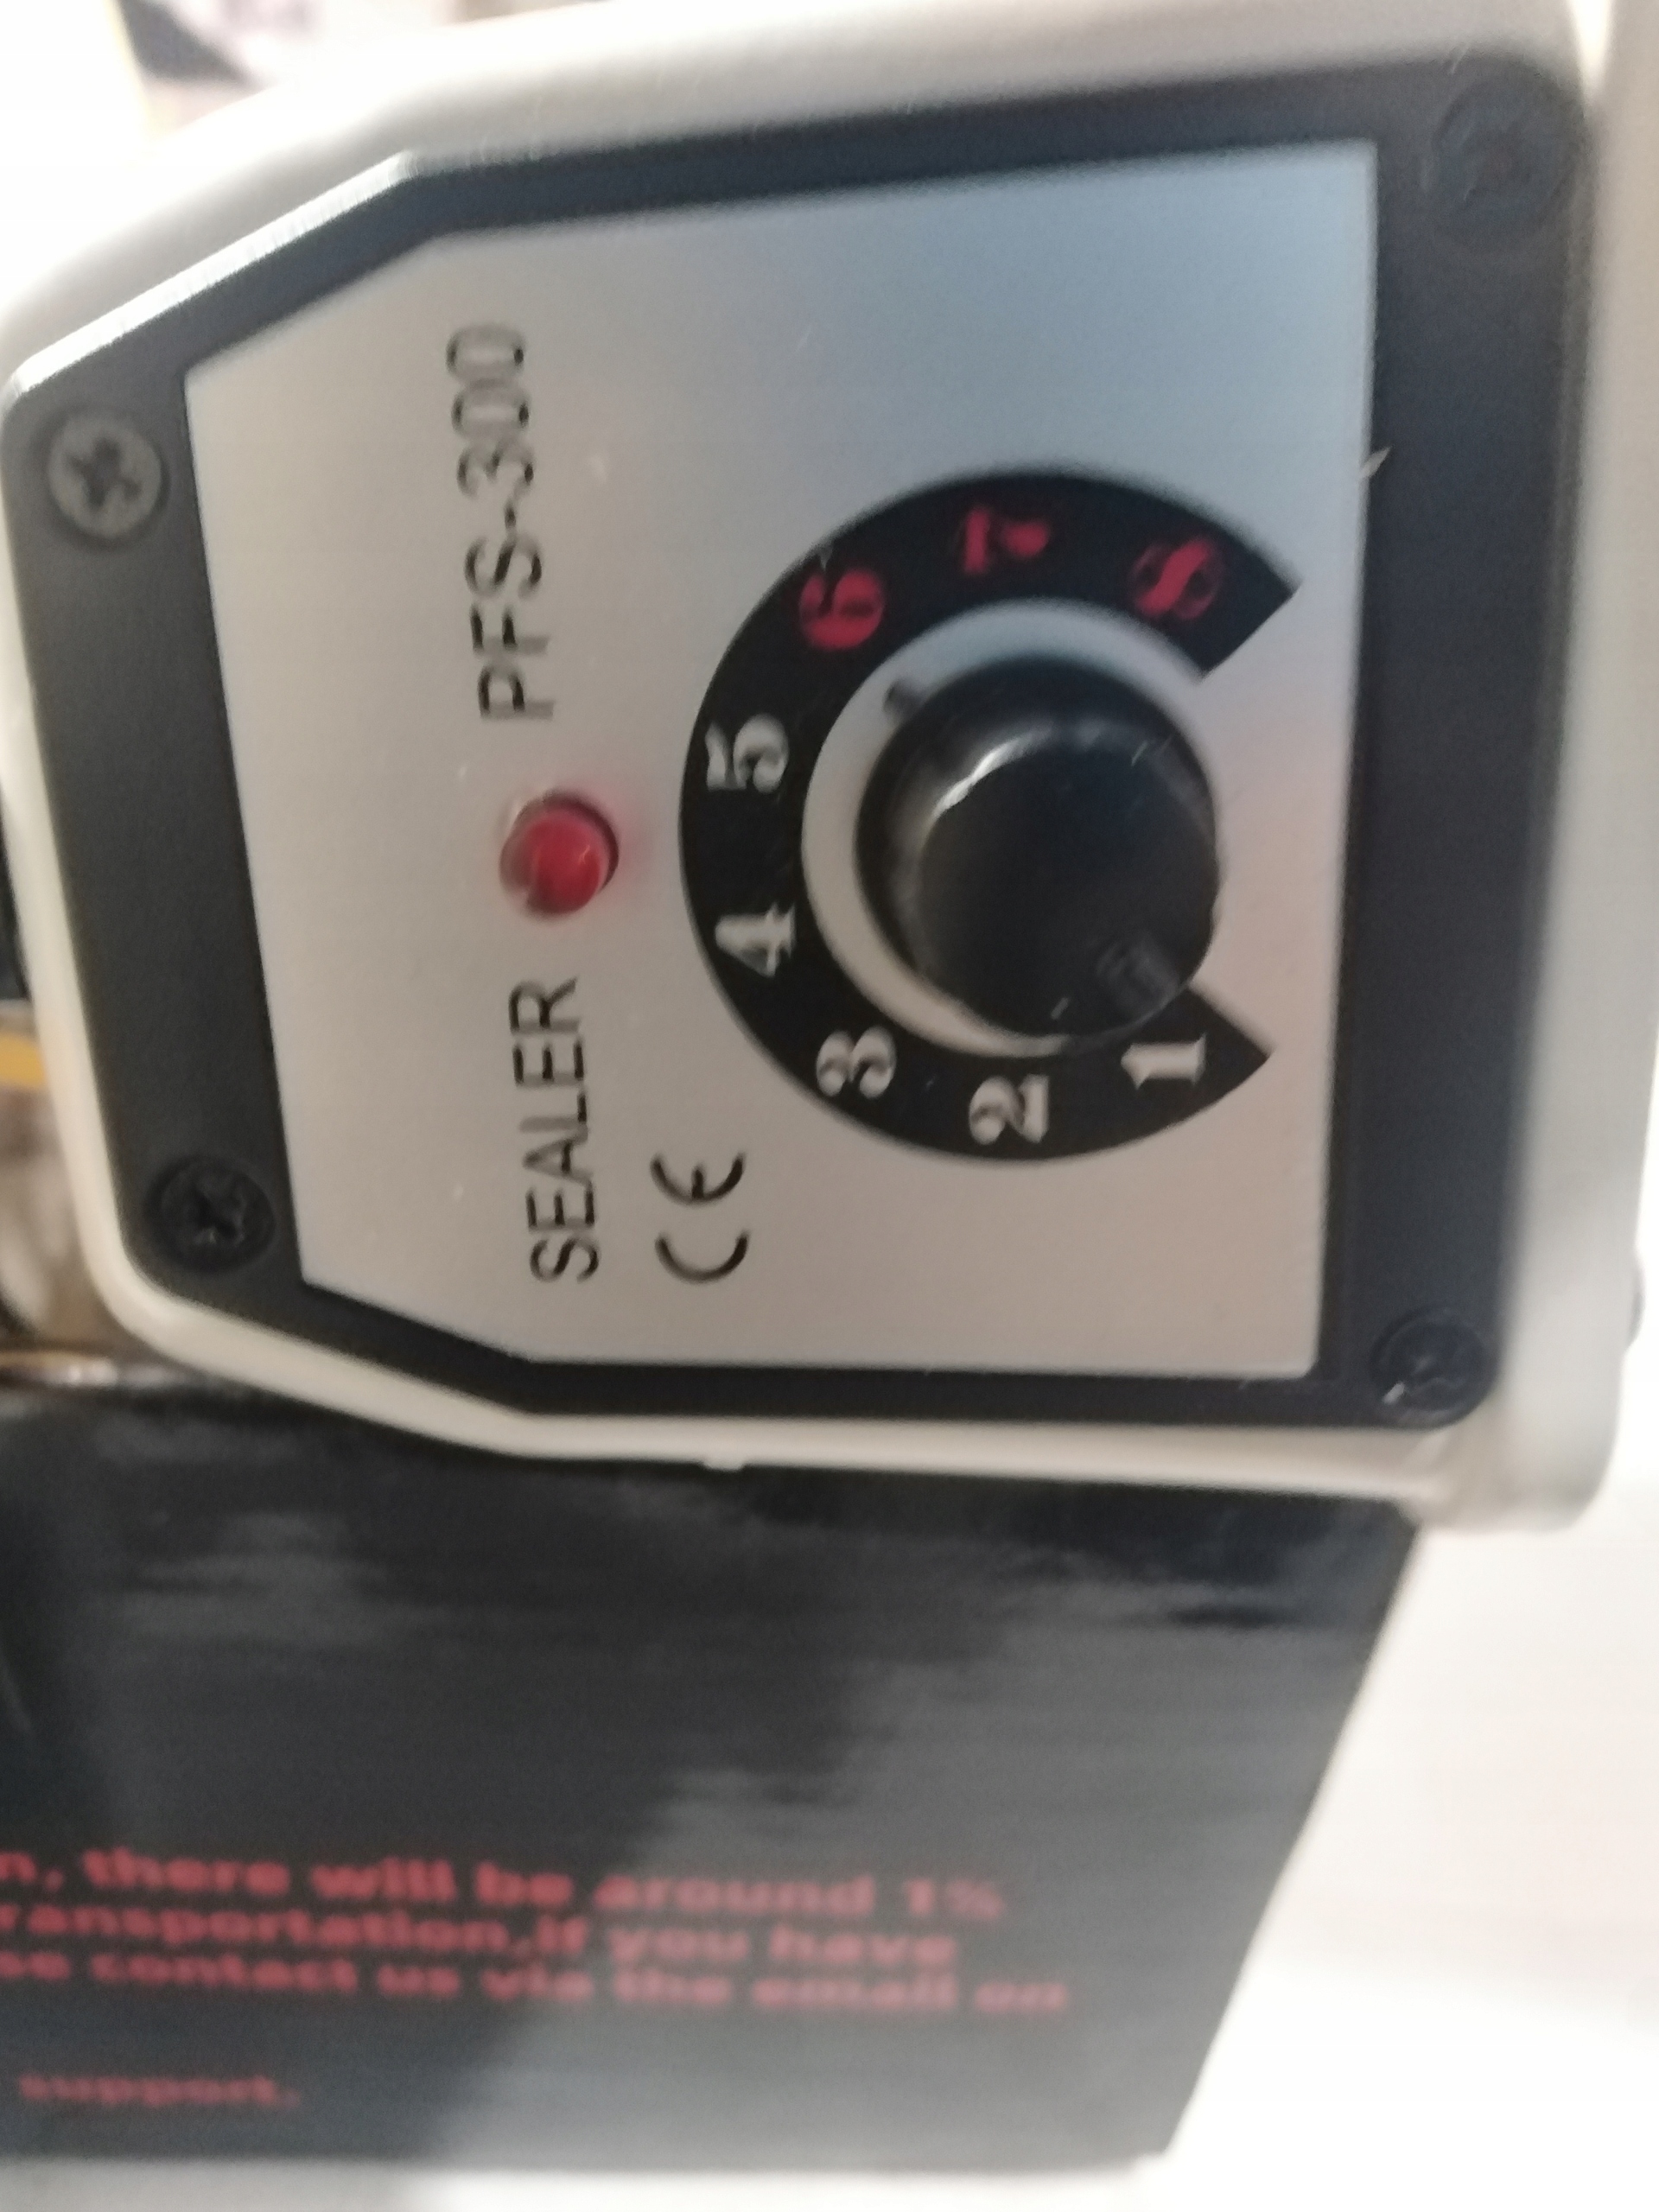 SEALER PFS-300
CE
1 2 3 4 5 6 7 8
n, there will be around 1%
ransportation,if you have
se contact us via the email on
support.